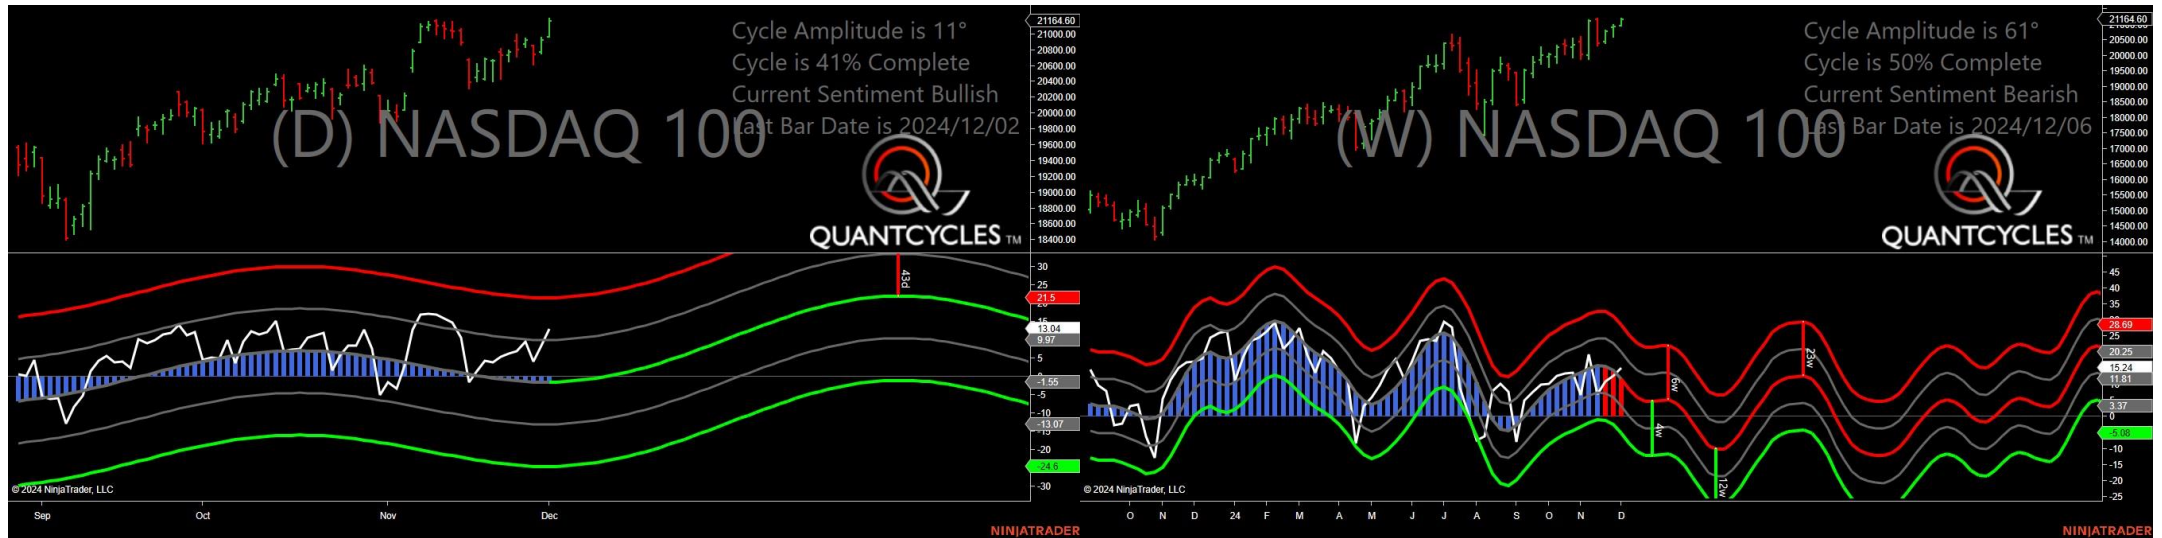 Cycle Amplitude is 11°
Cycle is 41% Complete
Current Sentiment Bullish
Last Bar Date is 2024/12/02
(D) NASDAQ 100
QUANTCYCLES TM
21164.60
21000.00
20800.00
20600.00
20400.00
20200.00
20000.00
19800.00
19600.00
19400.00
19200.00
19000.00
18800.00
18600.00
18400.00
43d
30
25
21.5
15
13.04
9.97
5
0
-1.55
-5
-10
-13.07
-15
-24.6
-30
© 2024 NinjaTrader, LLC
Sep Oct Nov Dec
NINJATRADER
Cycle Amplitude is 61°
Cycle is 50% Complete
Current Sentiment Bearish
Last Bar Date is 2024/12/06
(W) NASDAQ 100
QUANTCYCLES TM
21164.60
20500.00
20000.00
19500.00
19000.00
18500.00
18000.00
17500.00
17000.00
16500.00
16000.00
15500.00
15000.00
14500.00
14000.00
6w
4w
12w
23w
45
40
35
28.69
20.25
15.24
11.81
3.37
0
-5.08
-10
-15
-20
-25
© 2024 NinjaTrader, LLC
O N D 24 F M A M J J A S O N D
NINJATRADER